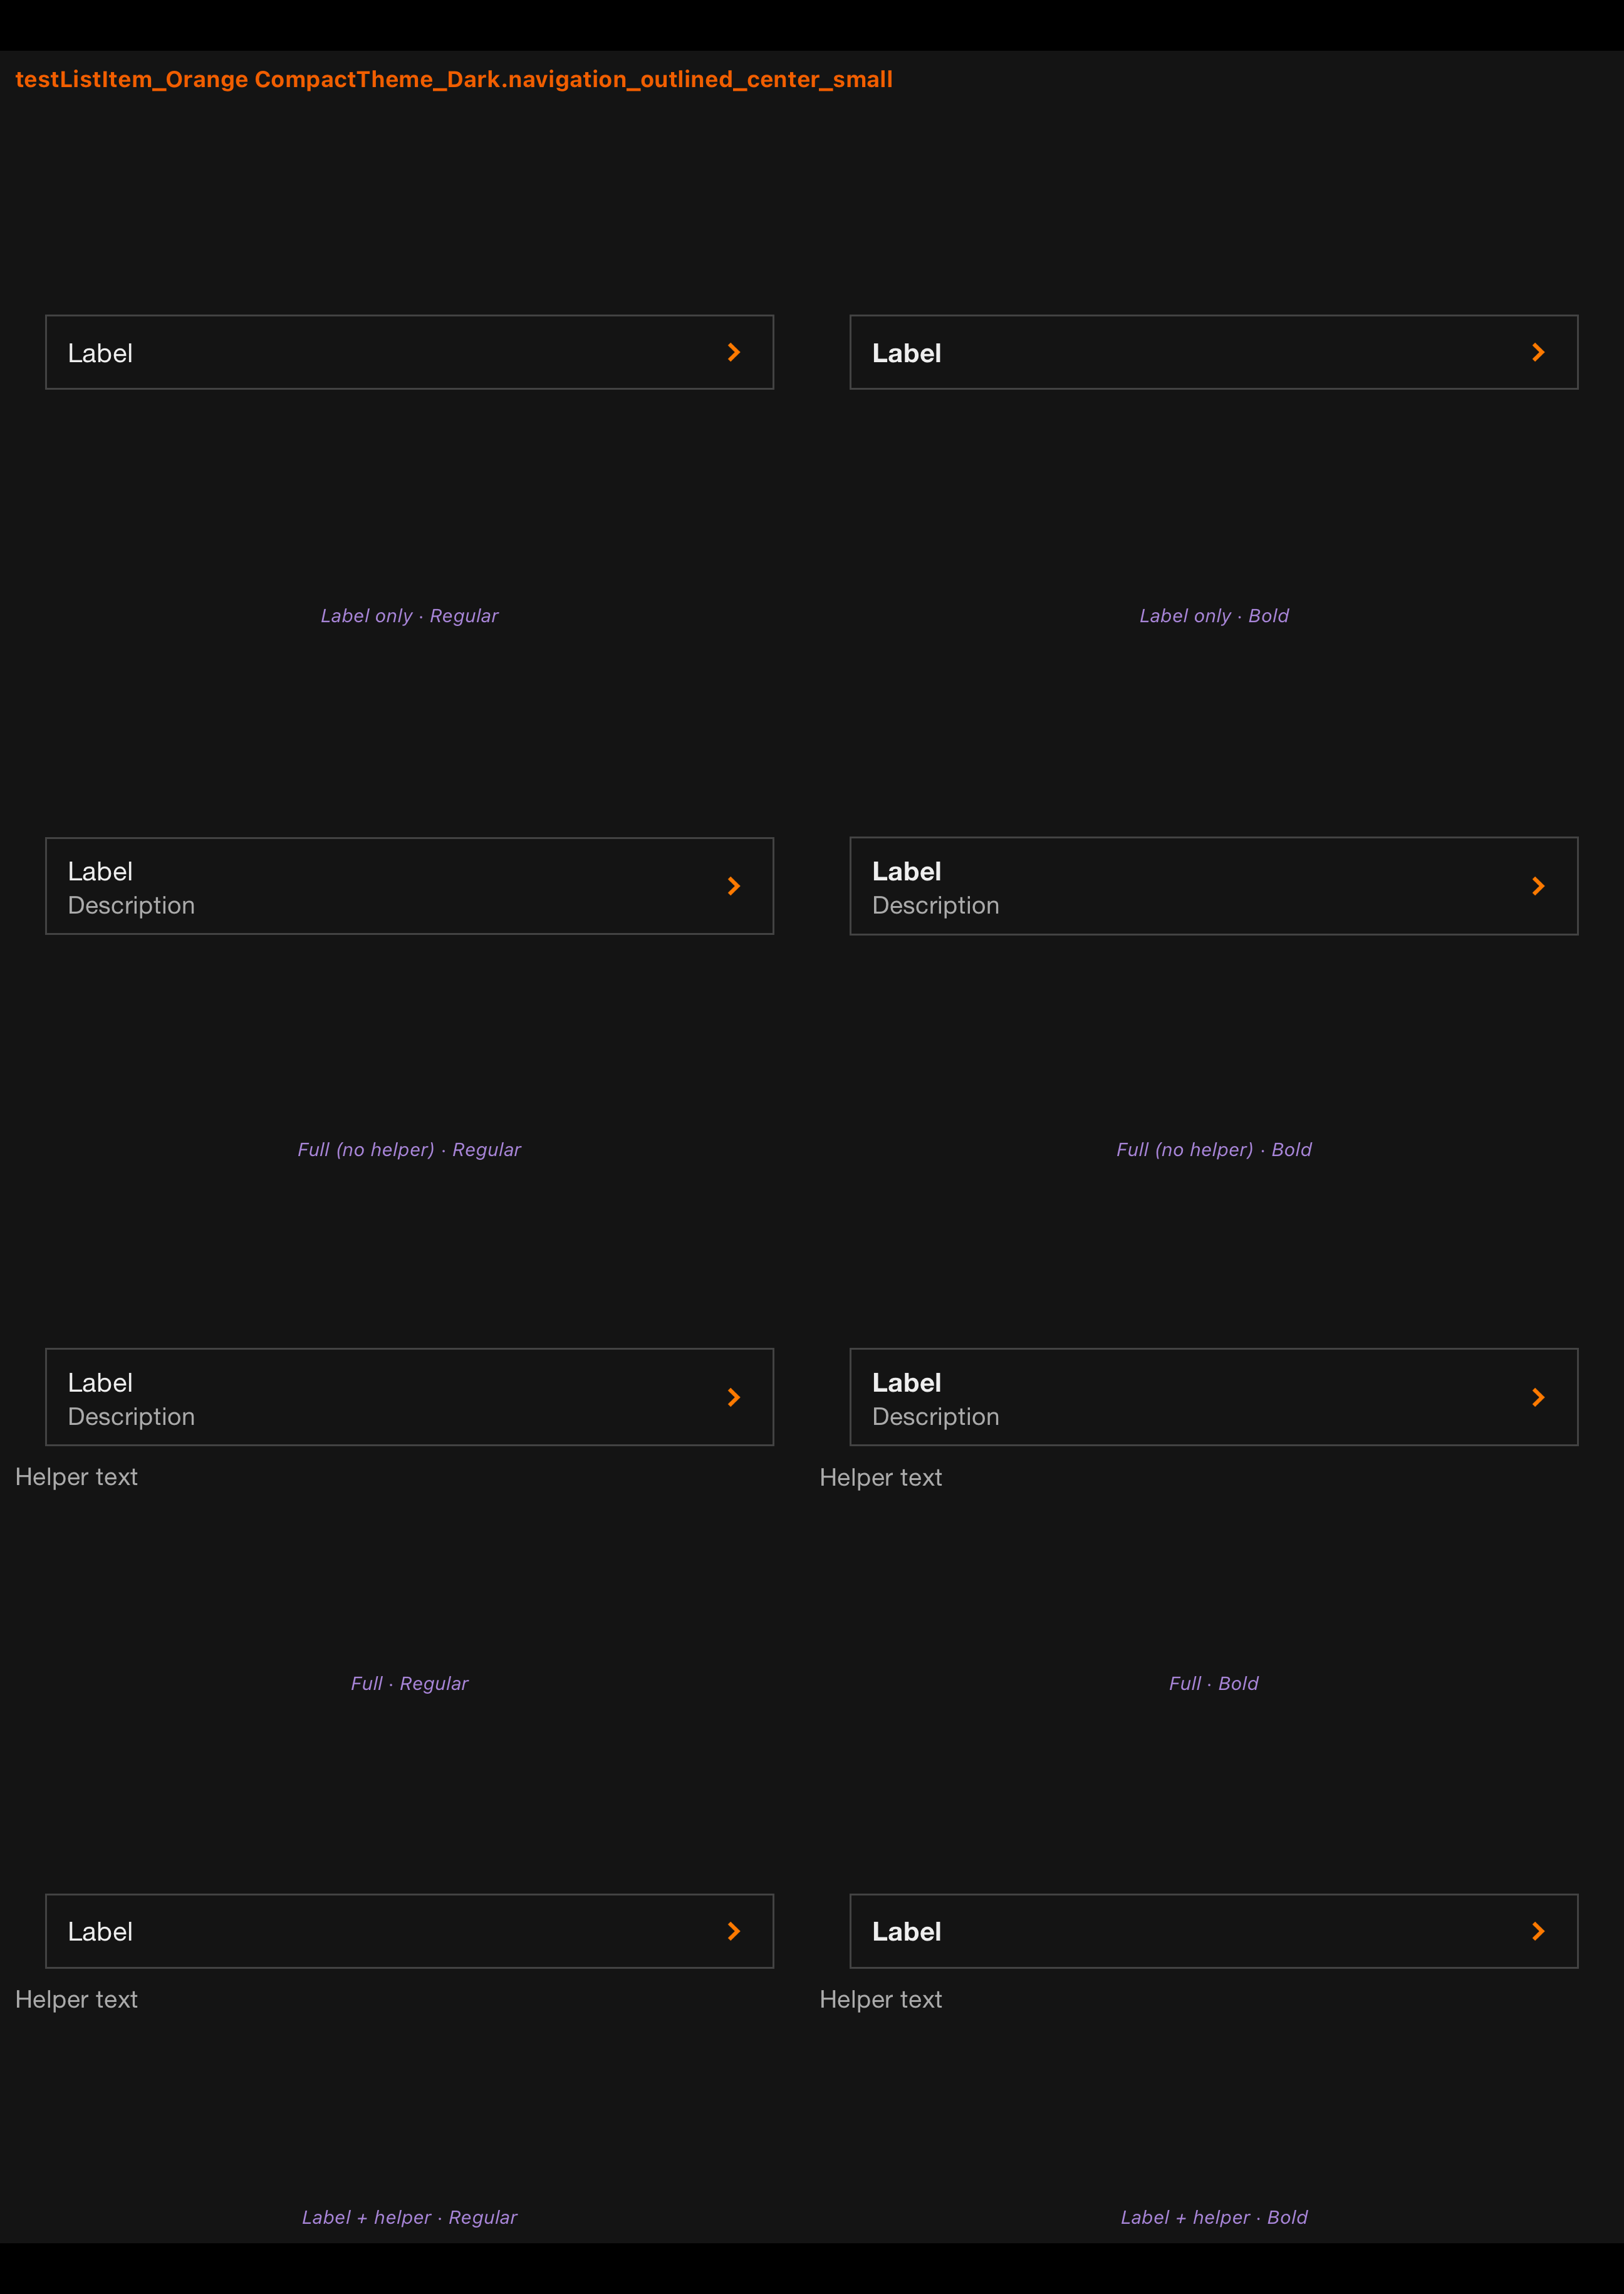 testListItem_Orange CompactTheme_Dark.navigation_outlined_center_small
Label
Label
Label only · Regular
Label only · Bold
Label
Description
Label
Description
Full (no helper) · Regular
Full (no helper) · Bold
Label
Description
Helper text
Label
Description
Helper text
Full · Regular
Full · Bold
Label
Helper text
Label
Helper text
Label + helper · Regular
Label + helper · Bold